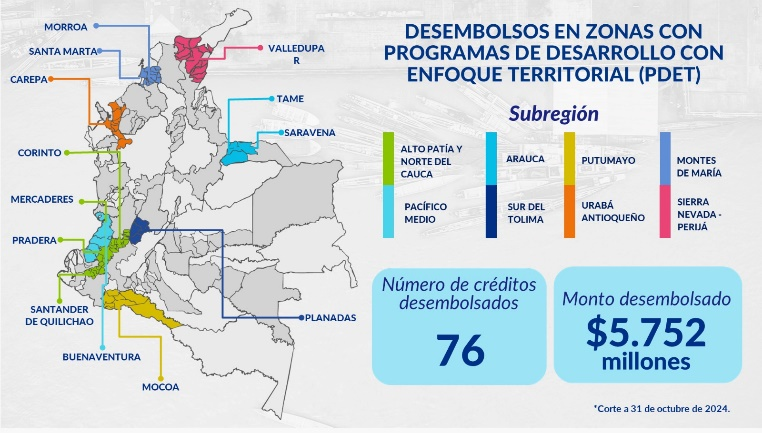 DESEMBOLSOS EN ZONAS CON
PROGRAMAS DE DESARROLLO CON
ENFOQUE TERRITORIAL (PDET)
MORROA
SANTA MARTA
VALLEDUPA
R
CAREPA
TAME
SARAVENA
CORINTO
MERCADERES
PRADERA
SANTANDER
DE QUILICHAO
PLANADAS
BUENAVENTURA
MOCOA
Subregión
ALTO PATÍA Y
NORTE DEL
CAUCA
ARAUCA
PUTUMAYO
MONTES
DE MARÍA
PACÍFICO
MEDIO
SUR DEL
TOLIMA
URABÁ
ANTIOQUEÑO
SIERRA
NEVADA -
PERIJÁ
Número de créditos
desembolsados
76
Monto desembolsado
$5.752
millones
*Corte a 31 de octubre de 2024.